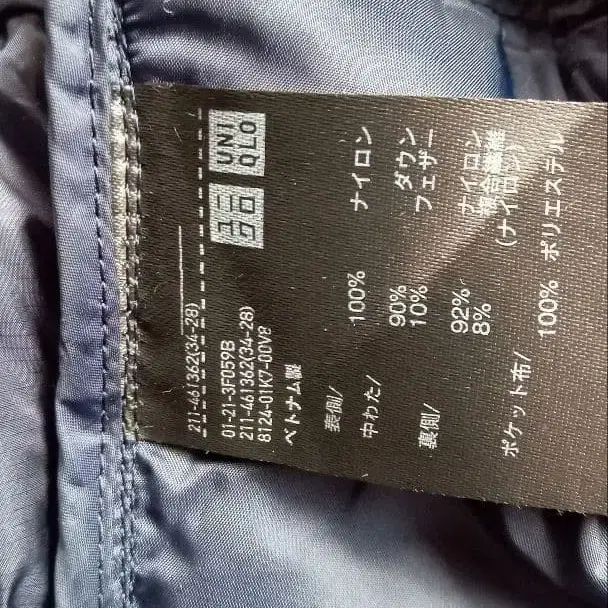 UNI
QLO
ユニ
クロ
211-461362(34-28)
01-21-3F059B
211-461362(34-28)
8124-01K7-00V8
ベトナム製
表側/ 100% ナイロン
中わた/ 90% ダウン
10% フェザー
裏側/ 92% ナイロン
8% 複合繊維
(ナイロン)
ポケット布/ 100% ポリエステル